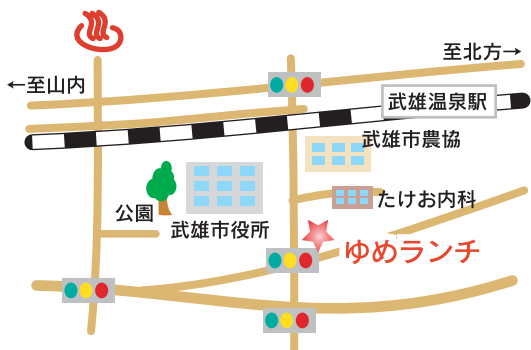 至北方→
←至山内
武雄温泉駅
武雄市農協
たけお内科
公園
武雄市役所
ゆめランチ